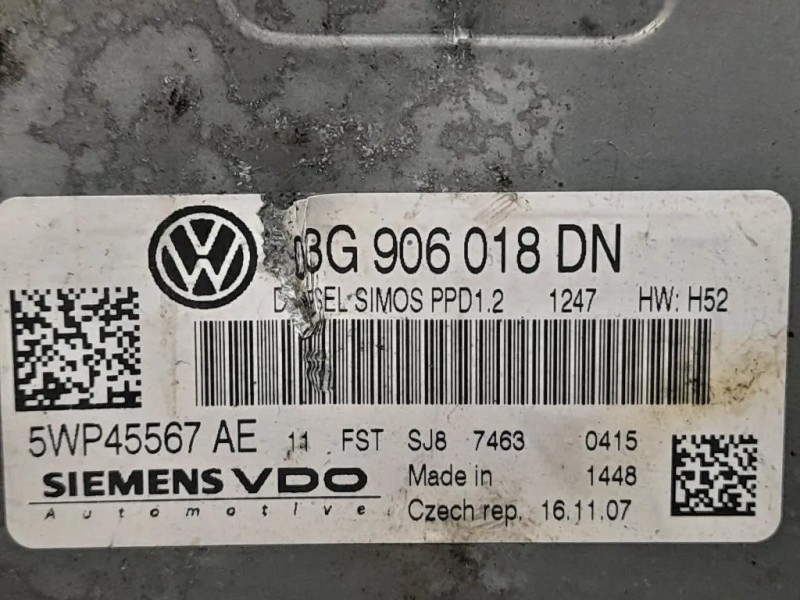 03G 906 018 DN
SIMOS PPD1.2 1247 HW: H52
5WP45567 AE 11 FST SJ8 7463 0415
SIEMENS VDO Made in 1448
Automotive Czech rep. 16.11.07